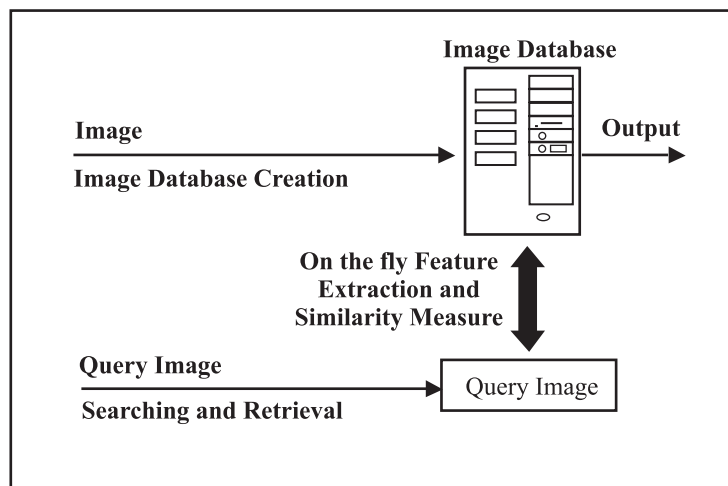 Image Database
Image
Output
Image Database Creation
On the fly Feature
Extraction and
Similarity Measure
Query Image
Query Image
Searching and Retrieval